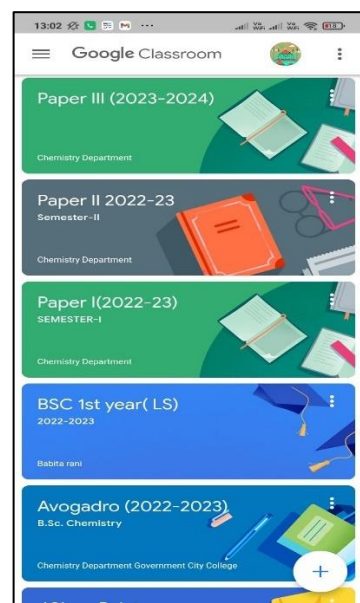 13:02
Google Classroom
Paper III (2023-2024)
Chemistry Department
Paper II 2022-23
Semester-II
Chemistry Department
Paper I(2022-23)
SEMESTER-I
Chemistry Department
BSC 1st year( LS)
2022-2023
Babita rani
Avogadro (2022-2023)
B.Sc. Chemistry
Chemistry Department Government City College